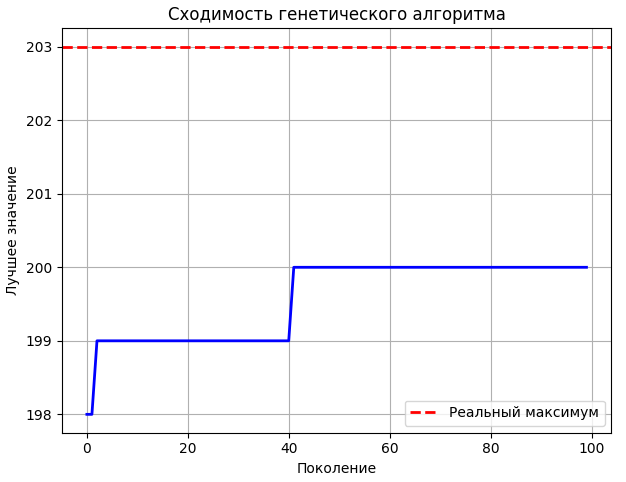 Сходимость генетического алгоритма
Лучшее значение
203
202
201
200
199
198
0 20 40 60 80 100
Поколение
Реальный максимум